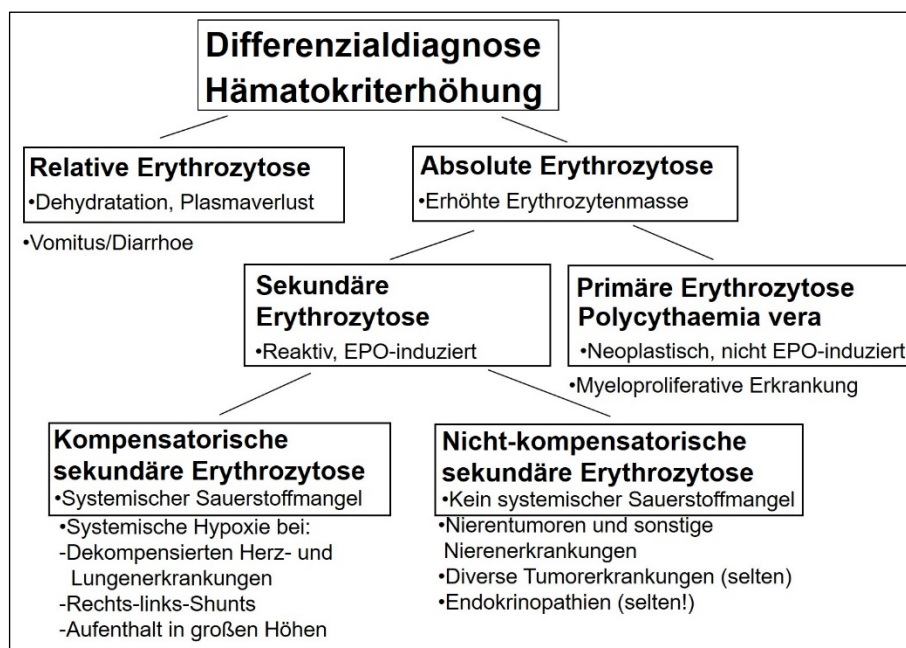 Differenzialdiagnose
Hämatokriterhöhung
Relative Erythrozytose
•Dehydratation, Plasmaverlust
•Vomitus/Diarrhoe
Absolute Erythrozytose
•Erhöhte Erythrozytenmasse
Sekundäre
Erythrozytose
•Reaktiv, EPO-induziert
Primäre Erythrozytose
Polycythaemia vera
•Neoplastisch, nicht EPO-induziert
•Myeloproliferative Erkrankung
Kompensatorische
sekundäre Erythrozytose
•Systemischer Sauerstoffmangel
•Systemische Hypoxie bei:
-Dekompensierten Herz- und
Lungenerkrankungen
-Rechts-links-Shunts
-Aufenthalt in großen Höhen
Nicht-kompensatorische
sekundäre Erythrozytose
•Kein systemischer Sauerstoffmangel
•Nierentumoren und sonstige
Nierenerkrankungen
•Diverse Tumorerkrankungen (selten)
•Endokrinopathien (selten!)